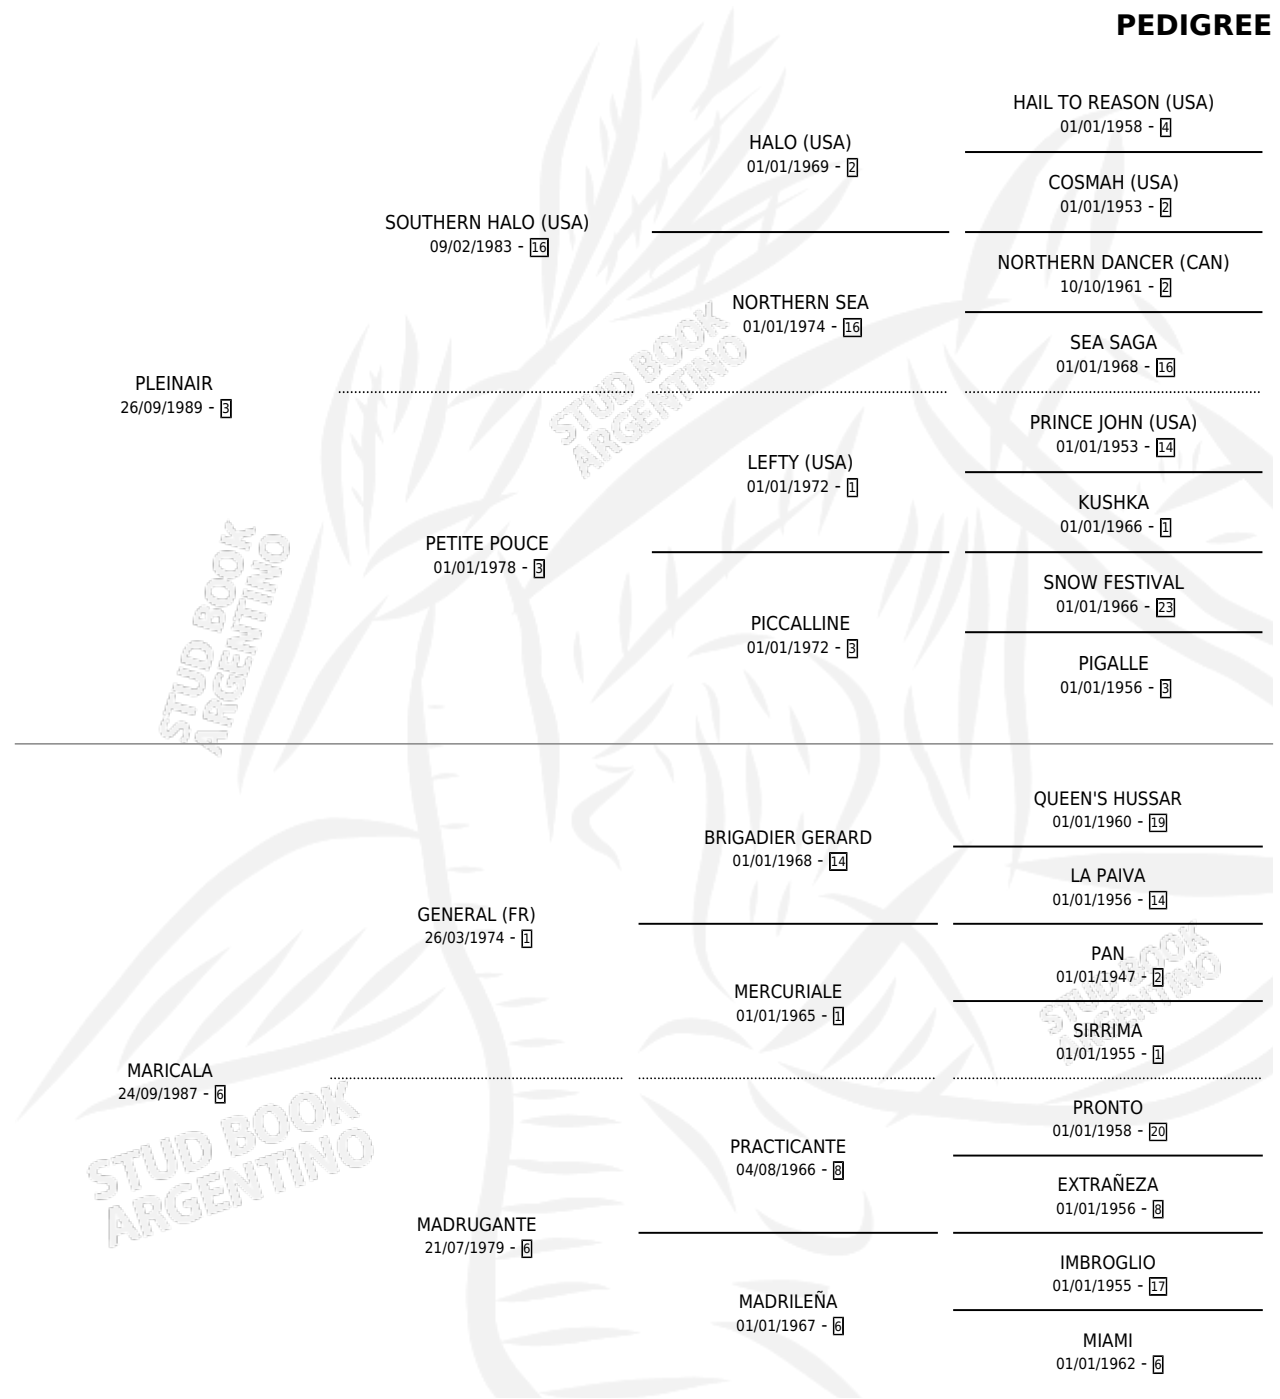 PEDIGREE
HAIL TO REASON (USA)
01/01/1958 - 4
HALO (USA)
01/01/1969 - 2
COSMAH (USA)
01/01/1953 - 2
SOUTHERN HALO (USA)
09/02/1983 - 16
NORTHERN DANCER (CAN)
10/10/1961 - 2
NORTHERN SEA
01/01/1974 - 16
SEA SAGA
01/01/1968 - 16
PLEINAIR
26/09/1989 - 3
PRINCE JOHN (USA)
01/01/1953 - 14
LEFTY (USA)
01/01/1972 - 1
KUSHKA
01/01/1966 - 1
PETITE POUCE
01/01/1978 - 3
SNOW FESTIVAL
01/01/1966 - 23
PICCALLINE
01/01/1972 - 3
PIGALLE
01/01/1956 - 3
QUEEN'S HUSSAR
01/01/1960 - 19
BRIGADIER GERARD
01/01/1968 - 14
LA PAIVA
01/01/1956 - 14
GENERAL (FR)
26/03/1974 - 1
PAN
01/01/1947 - 2
MERCURIALE
01/01/1965 - 1
SIRRIMA
01/01/1955 - 1
MARICALA
24/09/1987 - 6
PRONTO
01/01/1958 - 20
PRACTICANTE
04/08/1966 - 8
EXTRAÑEZA
01/01/1956 - 8
MADRUGANTE
21/07/1979 - 6
IMBROGLIO
01/01/1955 - 17
MADRILEÑA
01/01/1967 - 6
MIAMI
01/01/1962 - 6
STUD BOOK
ARGENTINO
STUD BOOK
ARGENTINO
STUD BOOK
ARGENTINO
STUD BOOK
ARGENTINO